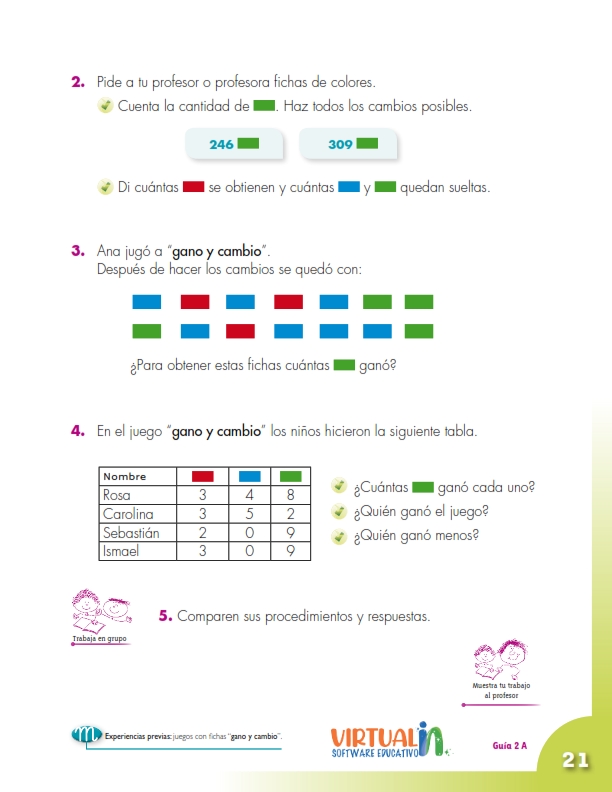 2. Pide a tu profesor o profesora fichas de colores.
Cuenta la cantidad de . Haz todos los cambios posibles.
246 309
Di cuántas se obtienen y cuántas y quedan sueltas.
3. Ana jugó a "gano y cambio".
Después de hacer los cambios se quedó con:
¿Para obtener estas fichas cuántas ganó?
4. En el juego "gano y cambio" los niños hicieron la siguiente tabla.
Nombre
Rosa 3 4 8
Carolina 3 5 2
Sebastián 2 0 9
Ismael 3 0 9
¿Cuántas ganó cada uno?
¿Quién ganó el juego?
¿Quién ganó menos?
Trabaja en grupo
5. Comparen sus procedimientos y respuestas.
Muestra tu trabajo
al profesor
m Experiencias previas: juegos con fichas "gano y cambio".
VIRTUALin
SOFTWARE EDUCATIVO
Guía 2 A
21